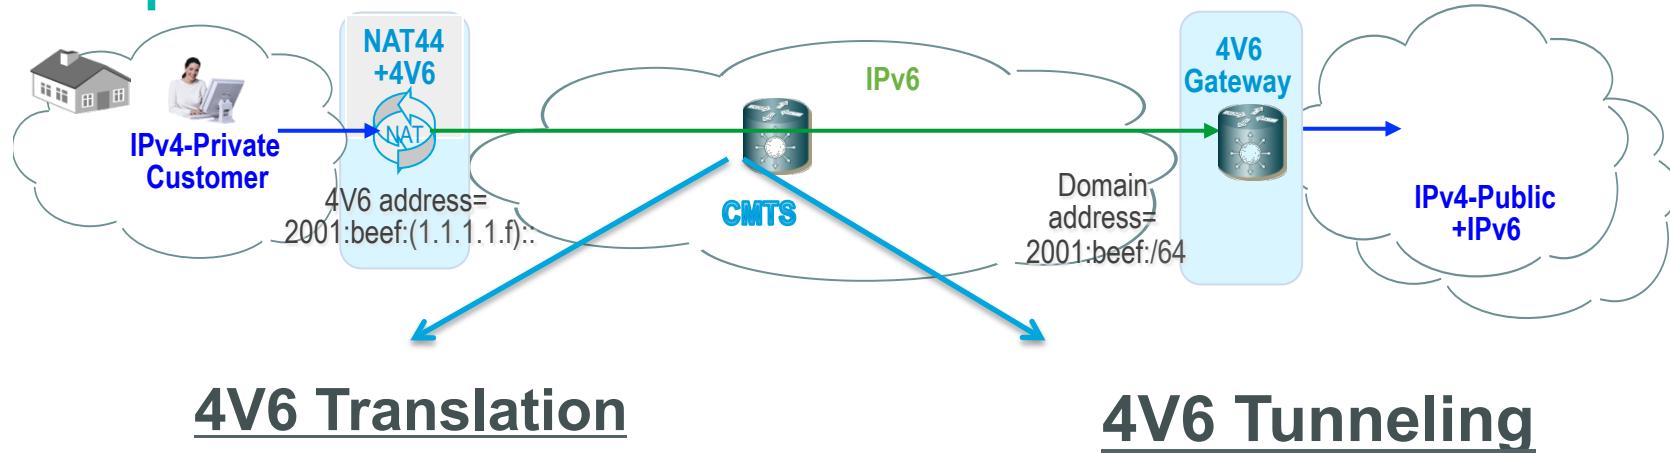 NAT44
+4V6
NAT
IPv4-Private
Customer
4V6 address=
2001:beef:(1.1.1.1.f)::
IPv6
CMTS
Domain
address=
2001:beef:/64
4V6
Gateway
IPv4-Public
+IPv6
4V6 Translation
4V6 Tunneling